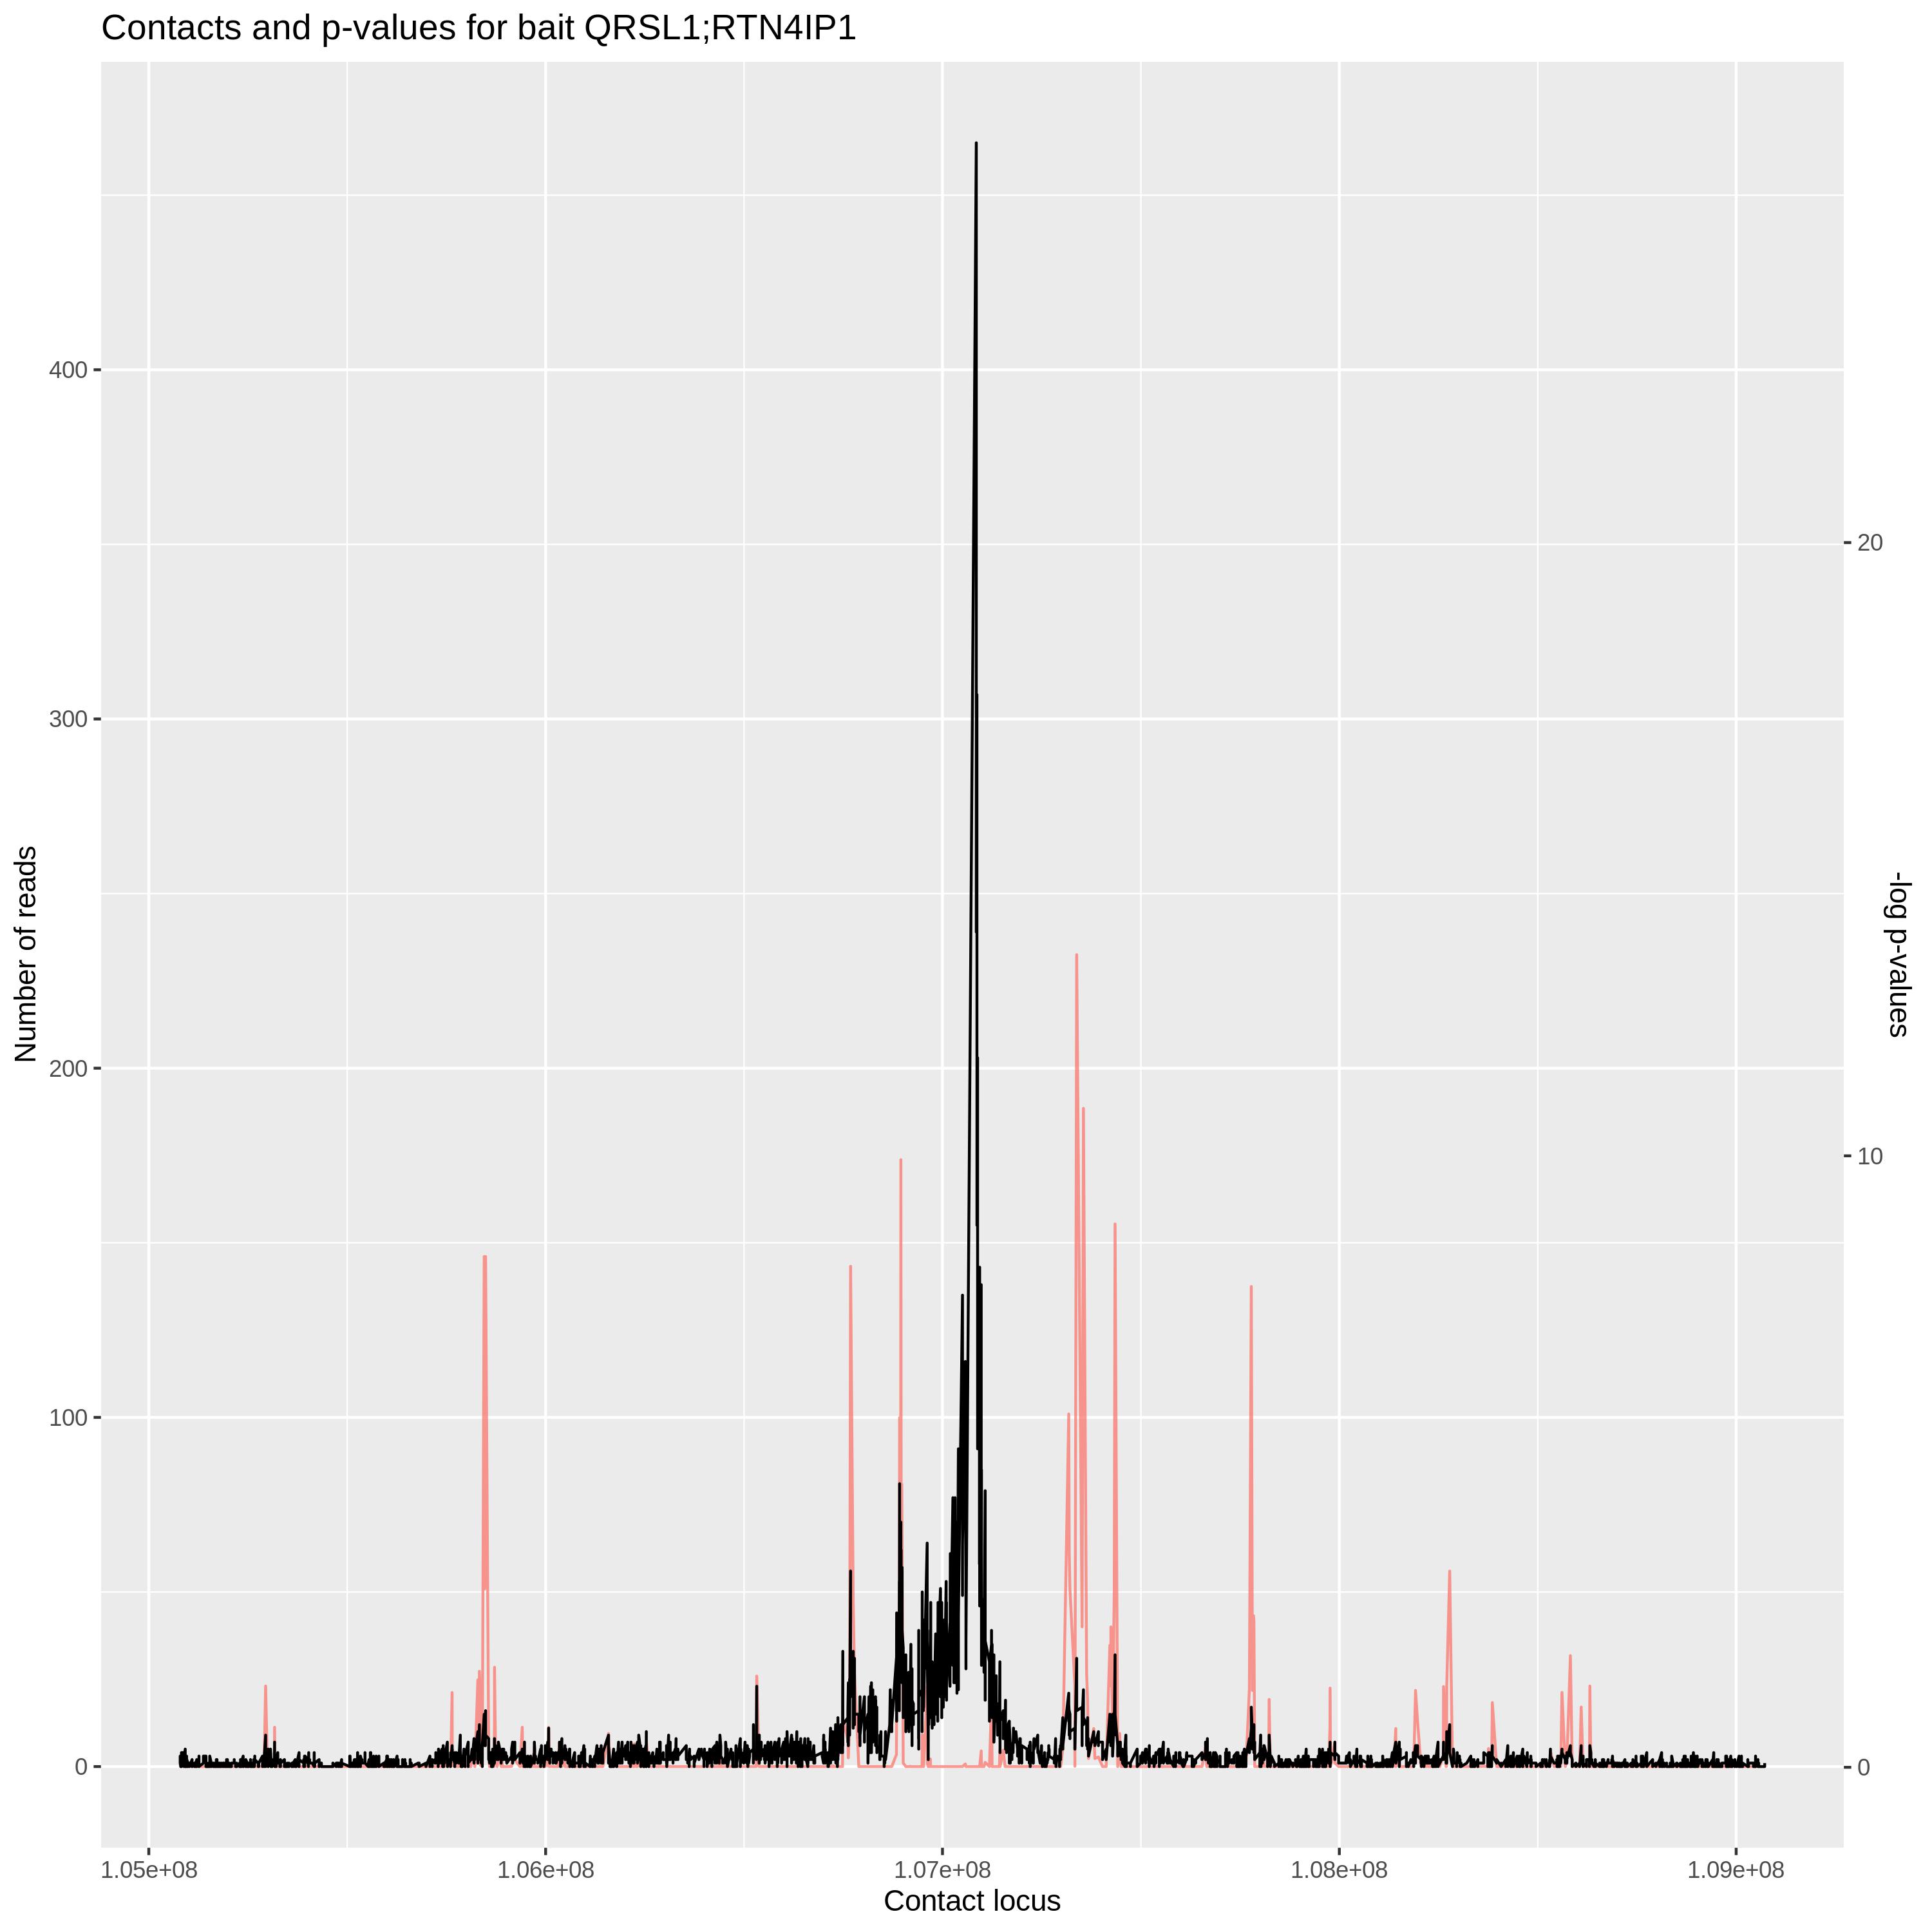 Contacts and p-values for bait QRSL1;RTN4IP1
400
300
200
100
0
Number of reads
20
10
0
-log p-values
1.05e+08
1.06e+08
1.07e+08
1.08e+08
1.09e+08
Contact locus